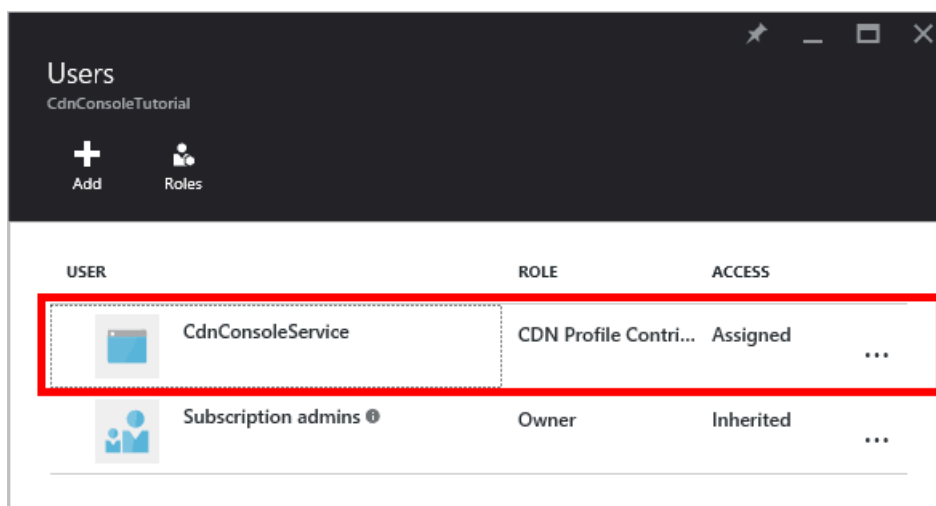 Users
CdnConsoleTutorial
Add Roles
USER ROLE ACCESS
CdnConsoleService CDN Profile Contri... Assigned ...
Subscription admins Owner Inherited ...